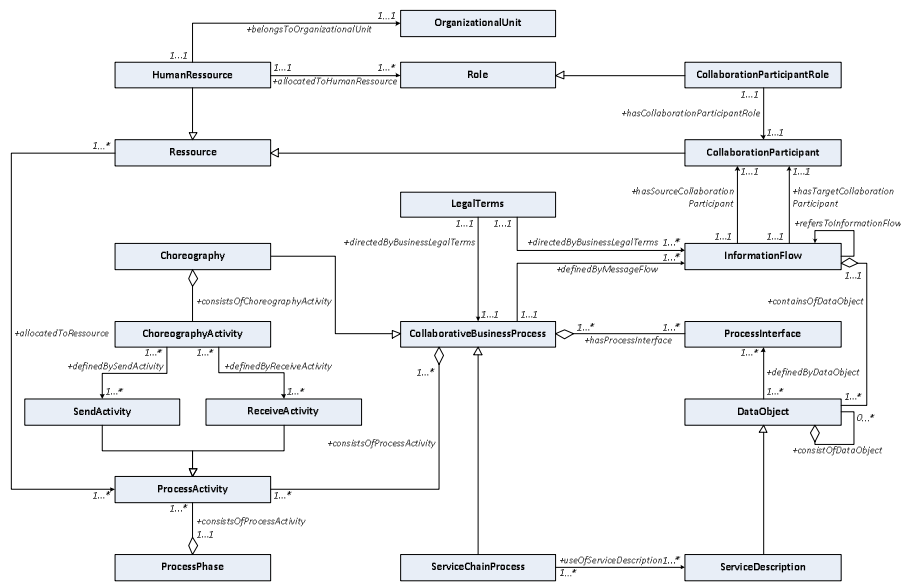 1...1
OrganizationalUnit
+belongsToOrganizationalUnit
1...1
HumanRessource
1...1
+allocatedToHumanRessource
1...*
Role
CollaborationParticipantRole
1...1
+hasCollaborationParticipantRole
1...1
1...*
Ressource
CollaborationParticipant
1...1
1...1
+hasSourceCollaboration
Participant
+hasTargetCollaboration
Participant
LegalTerms
1...1
1...1
+refersToInformationFlow
1...1
1...1
+directedByBusinessLegalTerms
+directedByBusinessLegalTerms
1...*
Choreography
1...*
InformationFlow
+definedByMessageFlow
1...1
+consistsOfChoreographyActivity
+containsOfDataObject
1...1
1...1
+allocatedToRessource
ChoreographyActivity
CollaborativeBusinessProcess
1...*
1...*
ProcessInterface
+hasProcessInterface
1...*
1...*
1...*
+definedBySendActivity
+definedByReceiveActivity
1...*
+definedByDataObject
1...*
1...*
1...*
1...*
SendActivity
ReceiveActivity
DataObject
0...*
+consistsOfProcessActivity
+consistOfDataObject
ProcessActivity
1...*
1...*
1...*
+consistsOfProcessActivity
1...1
ProcessPhase
ServiceChainProcess
+useOfServiceDescription
1...*
1...*
ServiceDescription